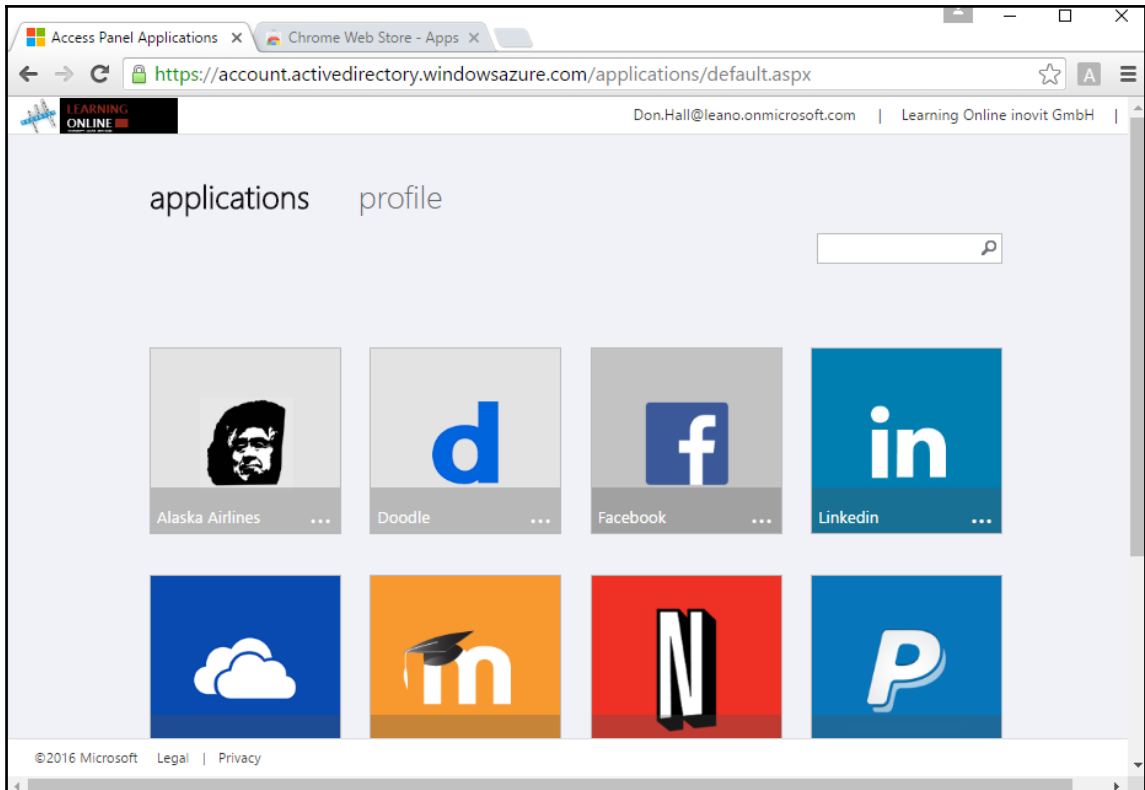 Access Panel Applications
Chrome Web Store - Apps
https://account.activedirectory.windowsazure.com/applications/default.aspx
A
LEARNING
ONLINE
Don.Hall@leano.onmicrosoft.com | Learning Online inovit GmbH |
applications profile
d
f
in
Alaska Airlines ...
Doodle ...
Facebook ...
Linkedin ...
m
N
P
©2016 Microsoft Legal | Privacy